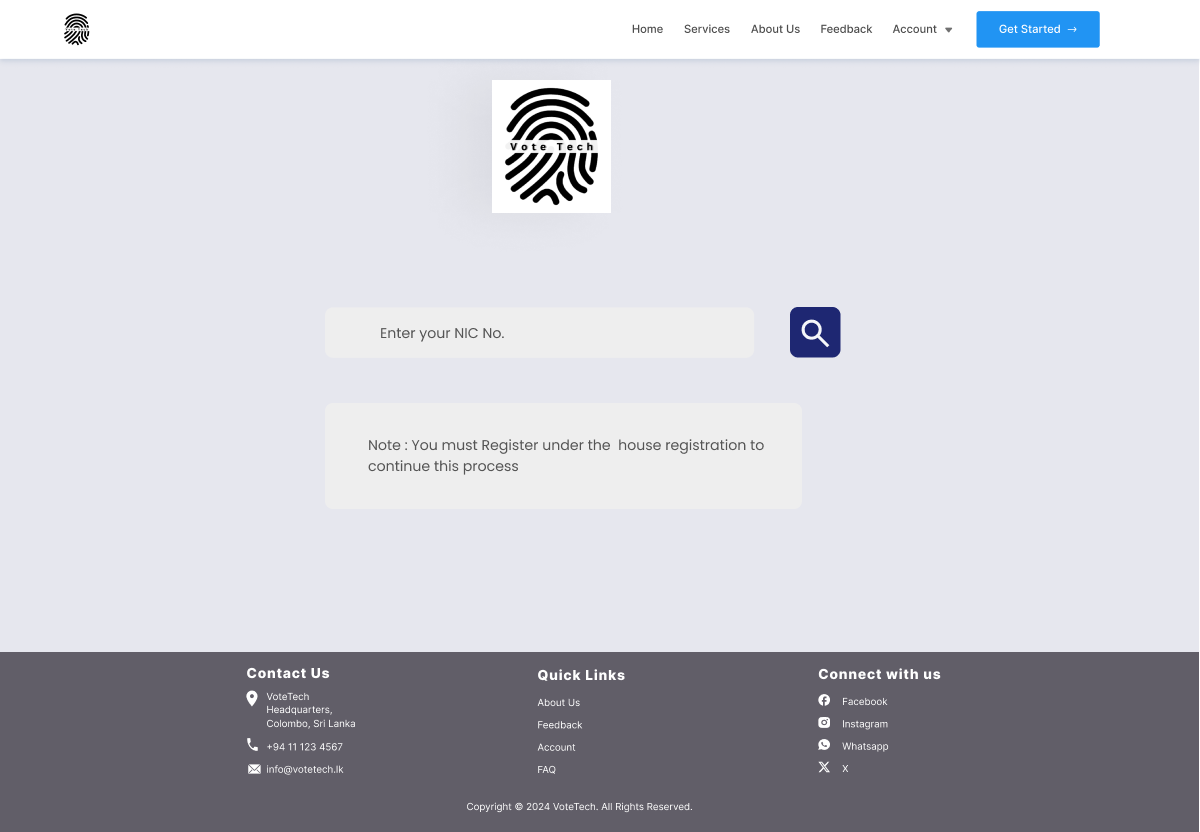 Home Services About Us Feedback Account Get Started →
Vote Tech
Enter your NIC No.
Note : You must Register under the house registration to
continue this process
Contact Us
VoteTech
Headquarters,
Colombo, Sri Lanka
+94 11 123 4567
info@votetech.lk
Quick Links
About Us
Feedback
Account
FAQ
Connect with us
Facebook
Instagram
Whatsapp
X
Copyright © 2024 VoteTech. All Rights Reserved.